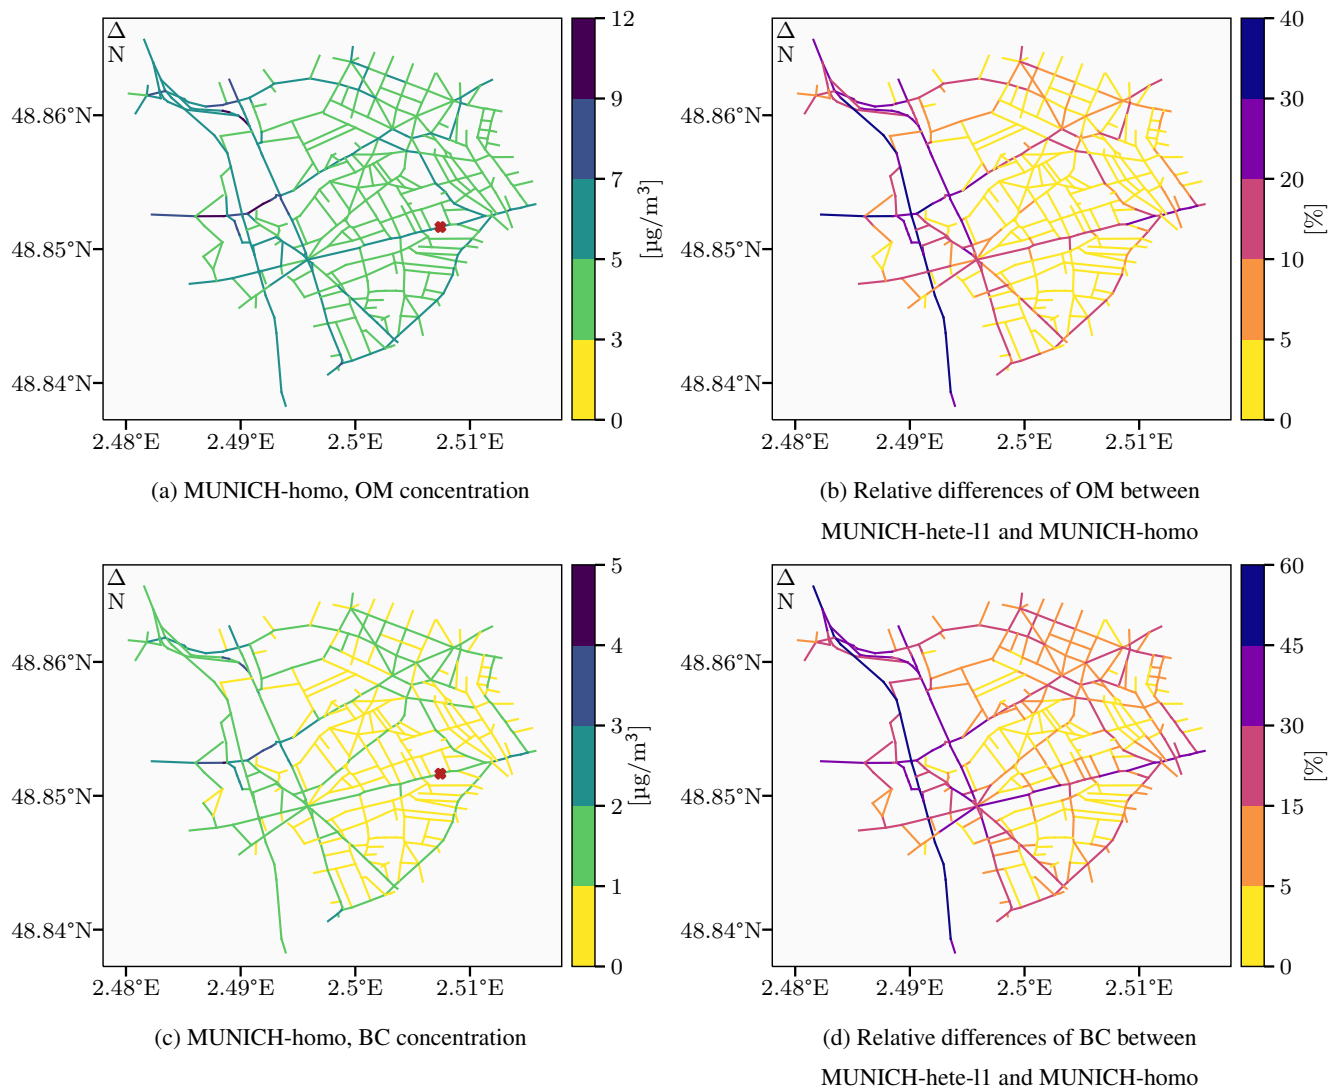 Δ
N
48.86°N
48.85°N
48.84°N
2.48°E 2.49°E 2.5°E 2.51°E
12
9
7
5
3
0
[µg/m³]
(a) MUNICH-homo, OM concentration
Δ
N
48.86°N
48.85°N
48.84°N
2.48°E 2.49°E 2.5°E 2.51°E
40
30
20
10
5
0
[%]
(b) Relative differences of OM between
MUNICH-hete-l1 and MUNICH-homo
Δ
N
48.86°N
48.85°N
48.84°N
2.48°E 2.49°E 2.5°E 2.51°E
5
4
3
2
1
0
[µg/m³]
(c) MUNICH-homo, BC concentration
Δ
N
48.86°N
48.85°N
48.84°N
2.48°E 2.49°E 2.5°E 2.51°E
60
45
30
15
5
0
[%]
(d) Relative differences of BC between
MUNICH-hete-l1 and MUNICH-homo